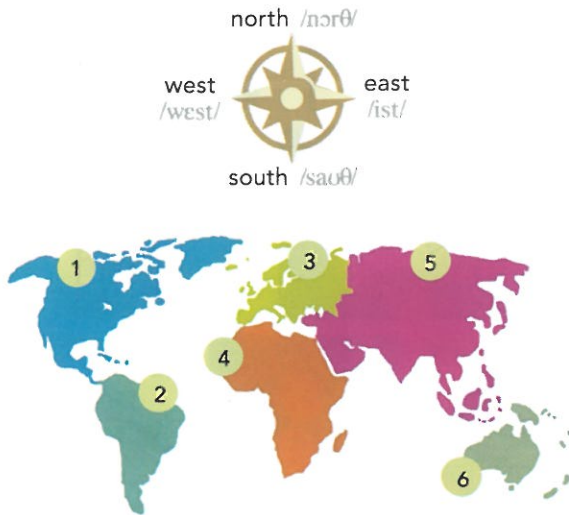 north /nɔrθ/
west east
/wɛst/ /ist/
south /saʊθ/
1 3 5
4
2
6